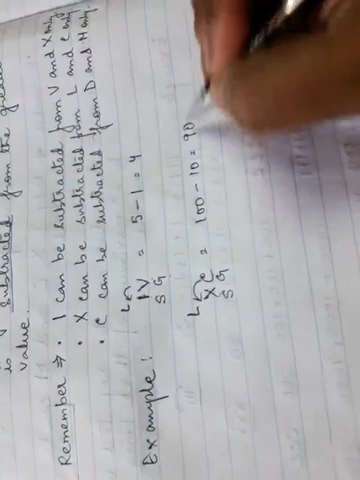 is subtracted from the greater
value.
Remember ⇒ • I can be subtracted from V and X only.
• X can be subtracted from L and C only.
• C can be subtracted from D and M only.
Example: IV = 5 - 1 = 4
S G
XC = 100 - 10 = 90
S G